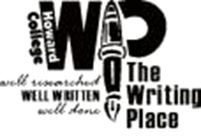 Howard
College
WP
The
Writing
Place
well researched
WELL WRITTEN
well done